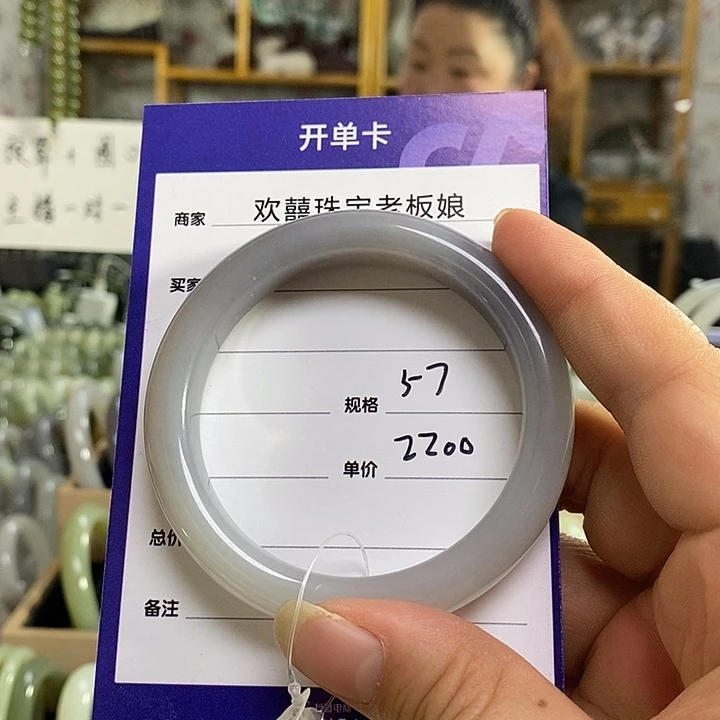 开单卡
商家 欢囍珠宝老板娘
买家
规格 57
单价 2200
总价
备注